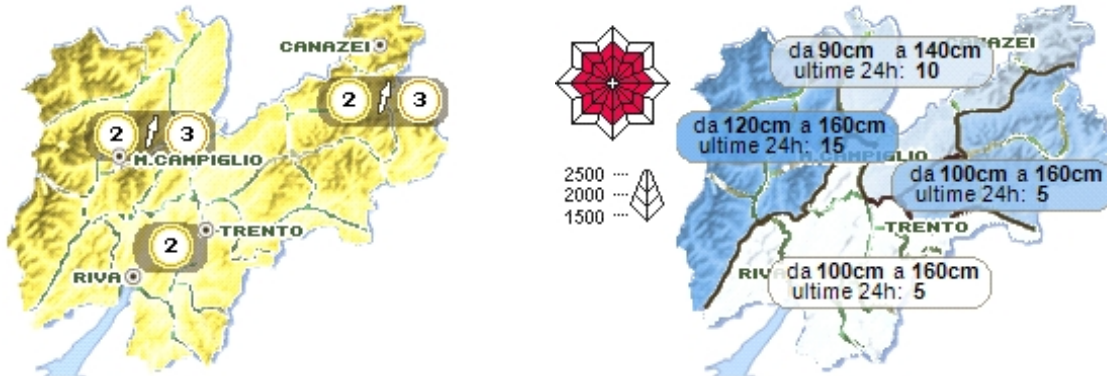 CANAZEI
2 3
2 3
M.CAMPIGLIO
2
TRENTO
RIVA
2500
2000
1500
CANAZEI
da 90cm a 140cm
ultime 24h: 10
da 120cm a 160cm
ultime 24h: 15
M.CAMPIGLIO
da 100cm a 160cm
ultime 24h: 5
TRENTO
RIVA
da 100cm a 160cm
ultime 24h: 5